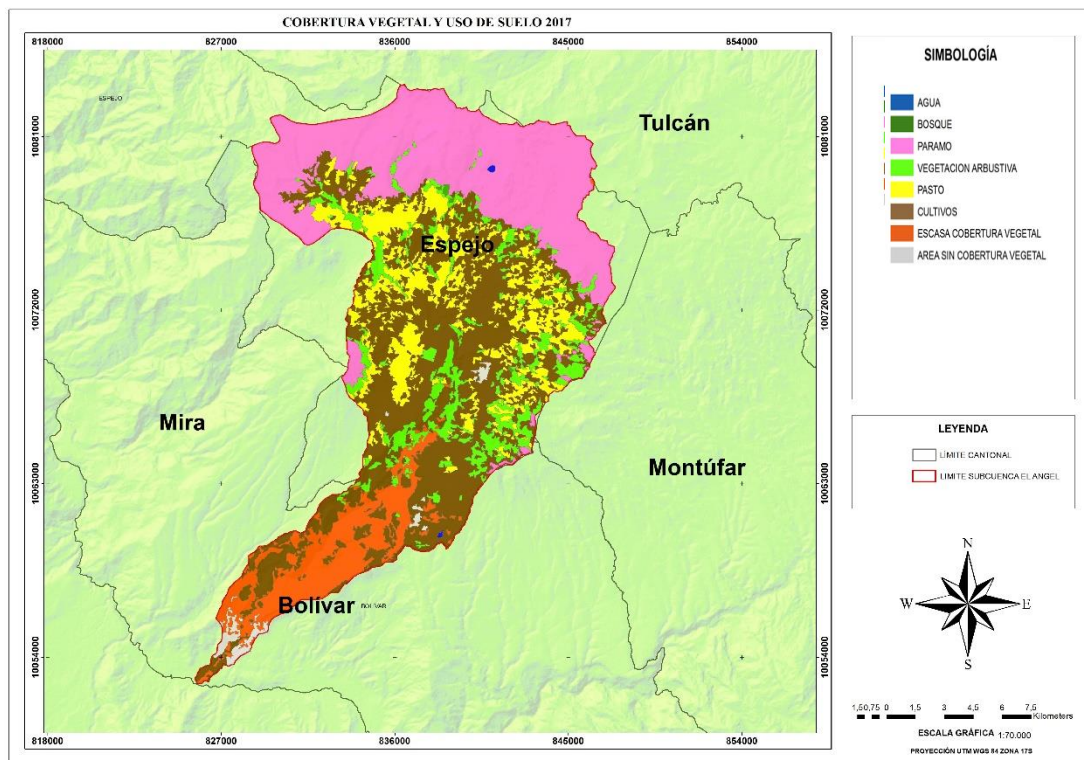 COBERTURA VEGETAL Y USO DE SUELO 2017
818000 827000 836000 845000 854000
ESPEJO
Tulcán
10081000 10081000
Espejo
10072000 10072000
Mira
Montúfar
10063000 10063000
Bolívar
BOLIVAR
10054000 10054000
818000 827000 836000 845000 854000
SIMBOLOGÍA
AGUA
BOSQUE
PARAMO
VEGETACION ARBUSTIVA
PASTO
CULTIVOS
ESCASA COBERTURA VEGETAL
AREA SIN COBERTURA VEGETAL
LEYENDA
LÍMITE CANTONAL
LIMITE SUBCUENCA EL ANGEL
N
W E
S
1,50,75 0 1,5 3 4,5 6 7,5
Kilometers
ESCALA GRÁFICA 1:70.000
PROYECCIÓN UTM WGS 84 ZONA 17S